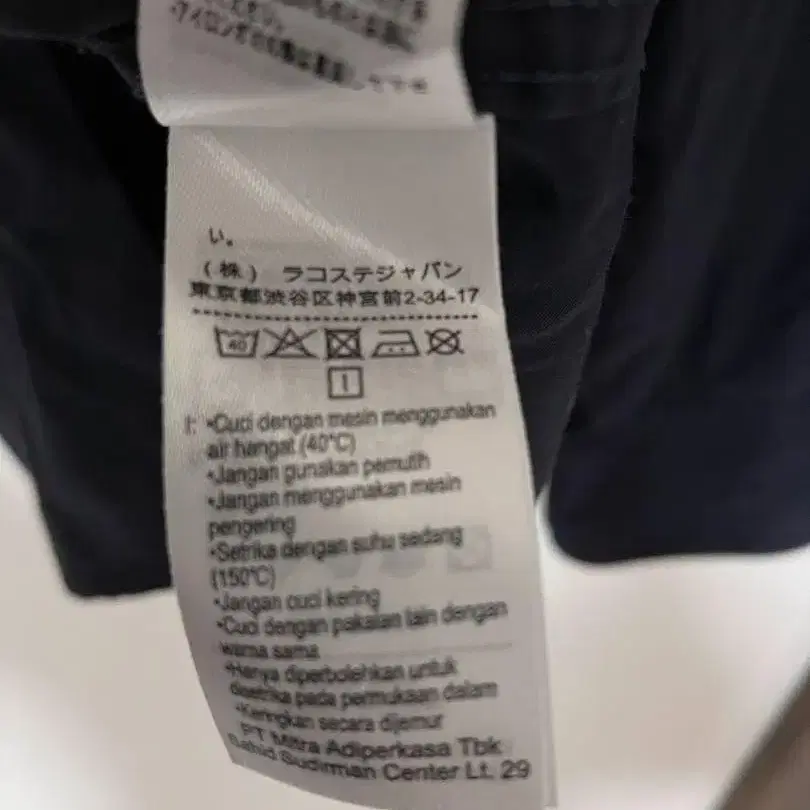 い。
(株) ラコステジャパン
東京都渋谷区神宮前2-34-17
40
I
I: •Cuci dengan mesin menggunakan
air hangat (40°C)
•Jangan gunakan pemutih
•Jangan menggunakan mesin
pengering
•Setrika dengan suhu sedang
(150°C)
•Jangan cuci kering
•Cuci dengan pakaian lain dengan
warna sama
•Hanya diperbolehkan untuk
disetrika pada permukaan dalam
•Keringkan secara dijemur
PT Mitra Adiperkasa Tbk
Sahid Sudirman Center Lt. 29